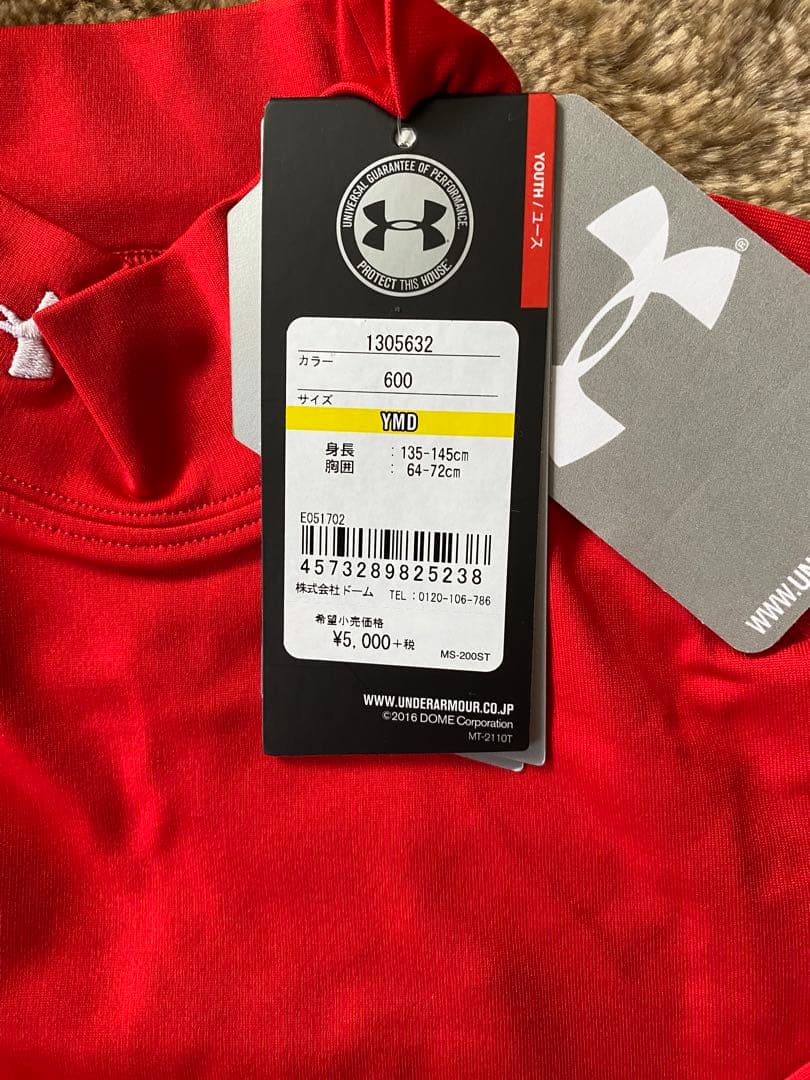 UNIVERSAL GUARANTEE OF PERFORMANCE.
PROTECT THIS HOUSE.
YOUTH / ユース
®
1305632
カラー
600
サイズ
YMD
身長 : 135-145cm
胸囲 : 64-72cm
E051702
4573289825238
株式会社ドーム TEL:0120-106-786
希望小売価格
¥5,000+税
MS-200ST
WWW.UNDERARMOUR.CO.JP
©2016 DOME Corporation
MT-2110T
WWW.UN